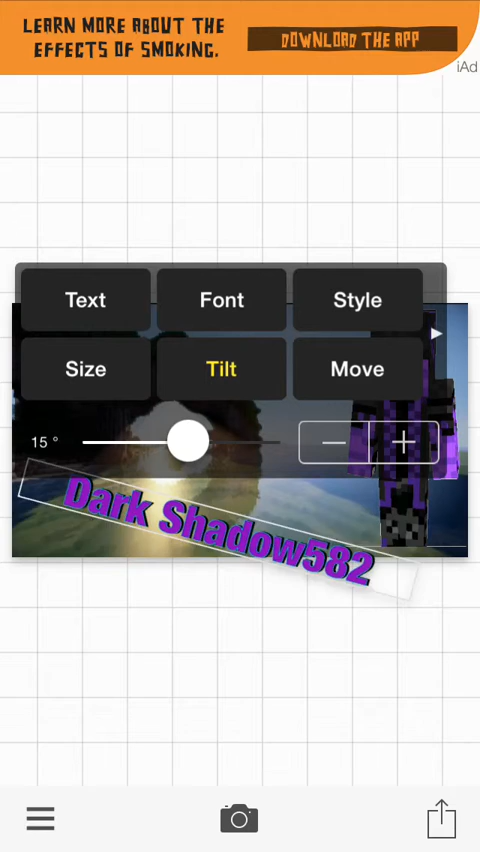 LEARN MORE ABOUT THE
EFFECTS OF SMOKING.
DOWNLOAD THE APP
iAd
Text
Font
Style
Size
Tilt
Move
15 °
Dark Shadow582